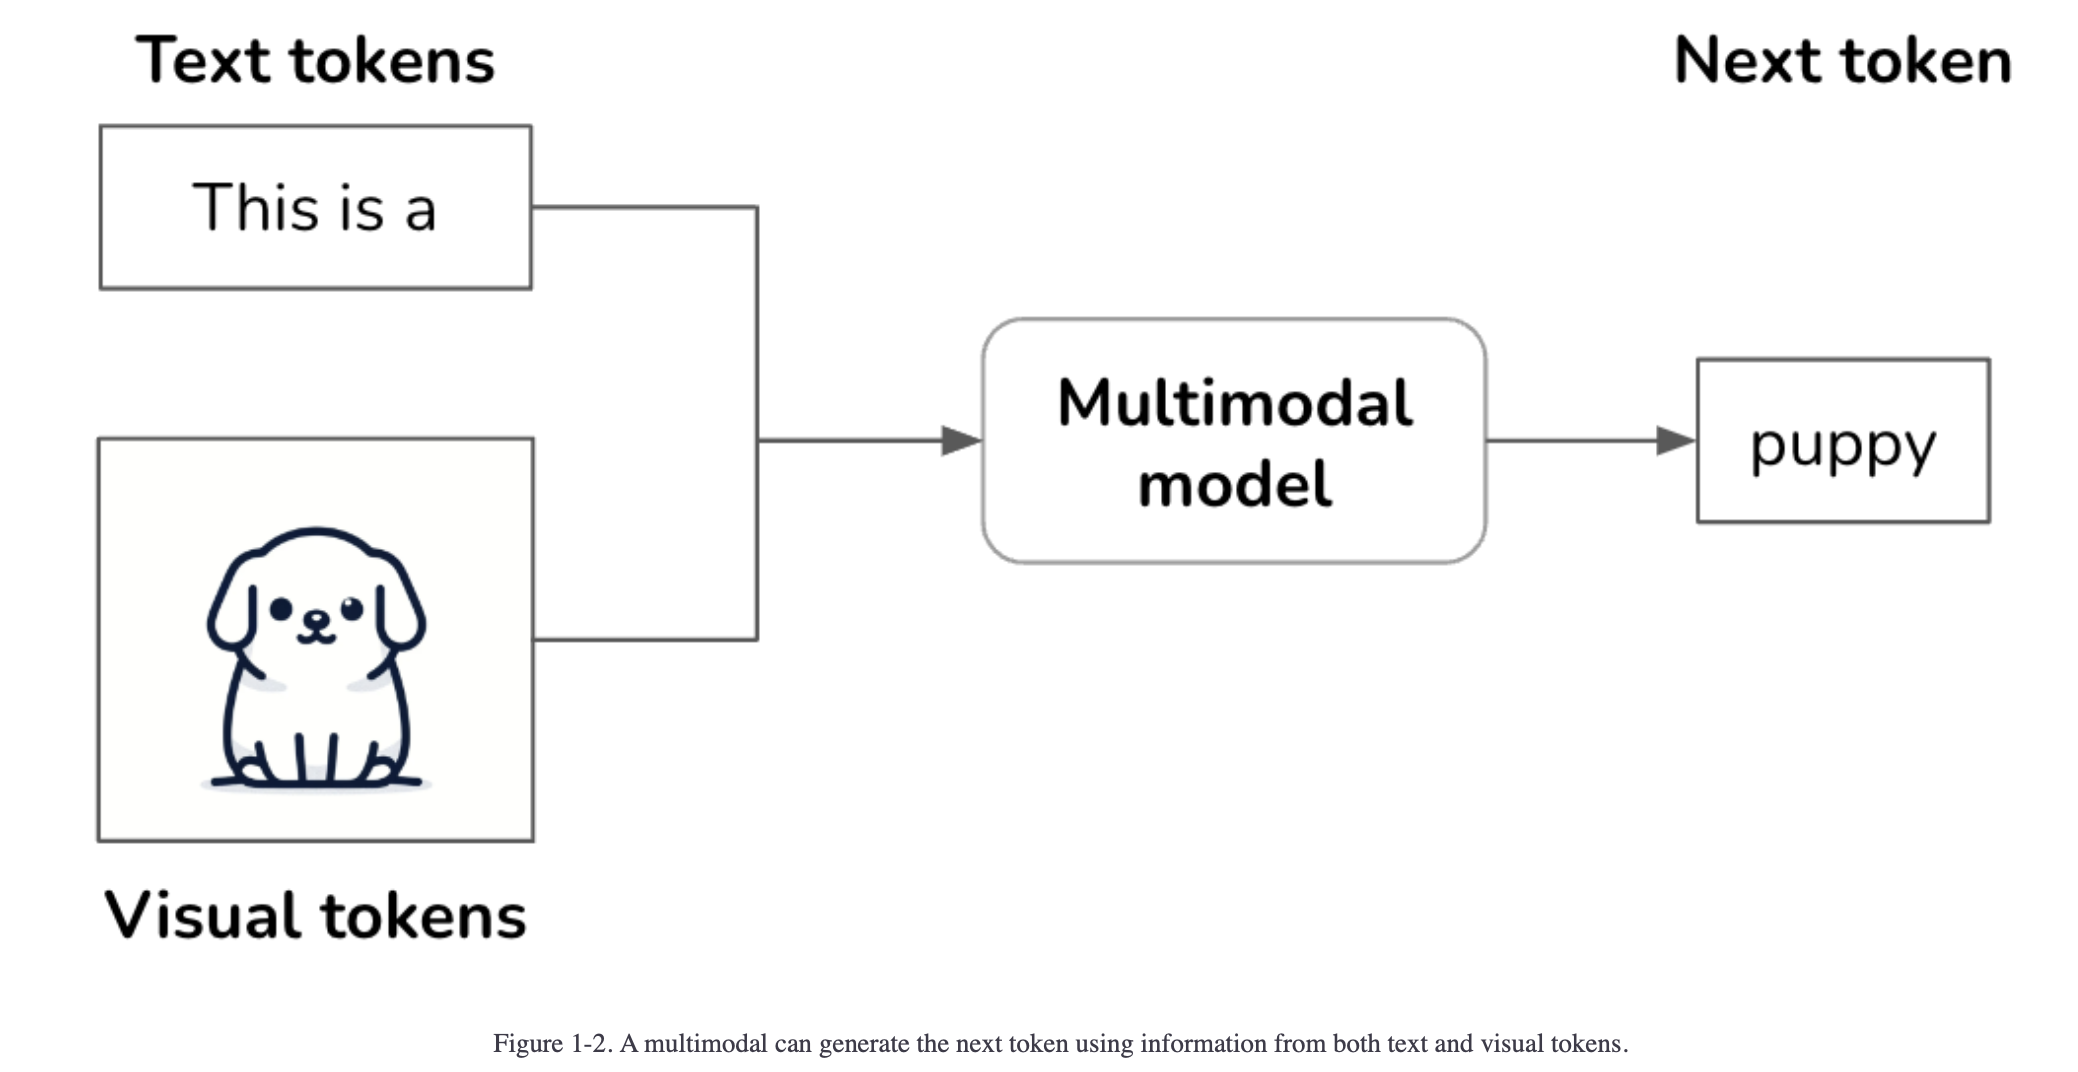 Text tokens
Next token
This is a
Multimodal
model
puppy
Visual tokens
Figure 1-2. A multimodal can generate the next token using information from both text and visual tokens.